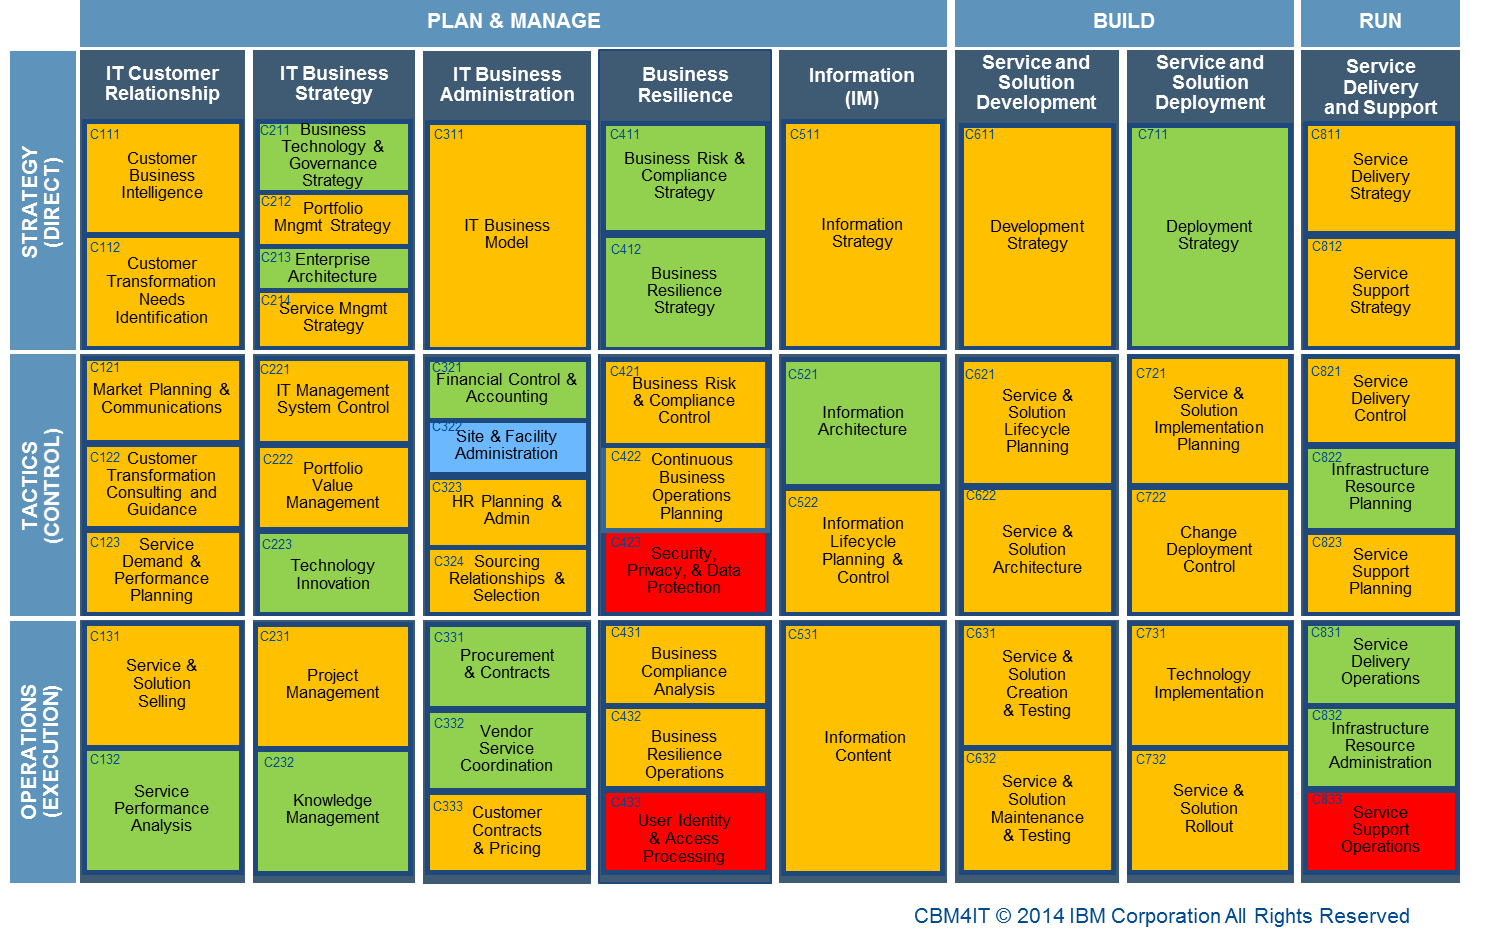 PLAN & MANAGE
BUILD
RUN
IT Customer
Relationship
IT Business
Strategy
IT Business
Administration
Business
Resilience
Information
(IM)
Service and
Solution
Development
Service and
Solution
Deployment
Service
Delivery
and Support
STRATEGY
(DIRECT)
C111
Customer
Business
Intelligence
C112
Customer
Transformation
Needs
Identification
C211
Business
Technology &
Governance
Strategy
C212
Portfolio
Mngmt Strategy
C213
Enterprise
Architecture
C214
Service Mngmt
Strategy
C311
IT Business
Model
C411
Business Risk &
Compliance
Strategy
C412
Business
Resilience
Strategy
C511
Information
Strategy
C611
Development
Strategy
C711
Deployment
Strategy
C811
Service
Delivery
Strategy
C812
Service
Support
Strategy
TACTICS
(CONTROL)
C121
Market Planning &
Communications
C122
Customer
Transformation
Consulting and
Guidance
C123
Service
Demand &
Performance
Planning
C221
IT Management
System Control
C222
Portfolio
Value
Management
C223
Technology
Innovation
C321
Financial Control &
Accounting
C322
Site & Facility
Administration
C323
HR Planning &
Admin
C324
Sourcing
Relationships &
Selection
C421
Business Risk
& Compliance
Control
C422
Continuous
Business
Operations
Planning
C423
Security,
Privacy, & Data
Protection
C521
Information
Architecture
C522
Information
Lifecycle
Planning &
Control
C621
Service &
Solution
Lifecycle
Planning
C622
Service &
Solution
Architecture
C721
Service &
Solution
Implementation
Planning
C722
Change
Deployment
Control
C821
Service
Delivery
Control
C822
Infrastructure
Resource
Planning
C823
Service
Support
Planning
OPERATIONS
(EXECUTION)
C131
Service &
Solution
Selling
C132
Service
Performance
Analysis
C231
Project
Management
C232
Knowledge
Management
C331
Procurement
& Contracts
C332
Vendor
Service
Coordination
C333
Customer
Contracts
& Pricing
C431
Business
Compliance
Analysis
C432
Business
Resilience
Operations
C433
User Identity
& Access
Processing
C531
Information
Content
C631
Service &
Solution
Creation
& Testing
C632
Service &
Solution
Maintenance
& Testing
C731
Technology
Implementation
C732
Service &
Solution
Rollout
C831
Service
Delivery
Operations
C832
Infrastructure
Resource
Administration
C833
Service
Support
Operations
CBM4IT © 2014 IBM Corporation All Rights Reserved